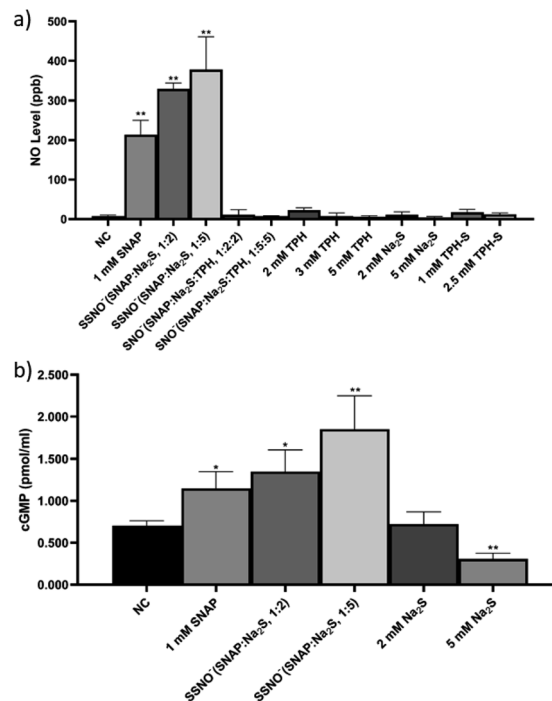 a)
500
400
300
200
100
0
NO Level (ppb)
**
**
**
NC
1 mM SNAP
SSNO⁻(SNAP:Na₂S, 1:2)
SSNO⁻(SNAP:Na₂S, 1:5)
SNO⁻(SNAP:Na₂S:TPH, 1:2:2)
SNO⁻(SNAP:Na₂S:TPH, 1:5:5)
2 mM TPH
3 mM TPH
5 mM TPH
2 mM Na₂S
5 mM Na₂S
1 mM TPH-S
2.5 mM TPH-S
b)
2.500
2.000
1.500
1.000
0.500
0.000
cGMP (pmol/ml)
*
*
**
**
NC
1 mM SNAP
SSNO⁻(SNAP:Na₂S, 1:2)
SSNO⁻(SNAP:Na₂S, 1:5)
2 mM Na₂S
5 mM Na₂S